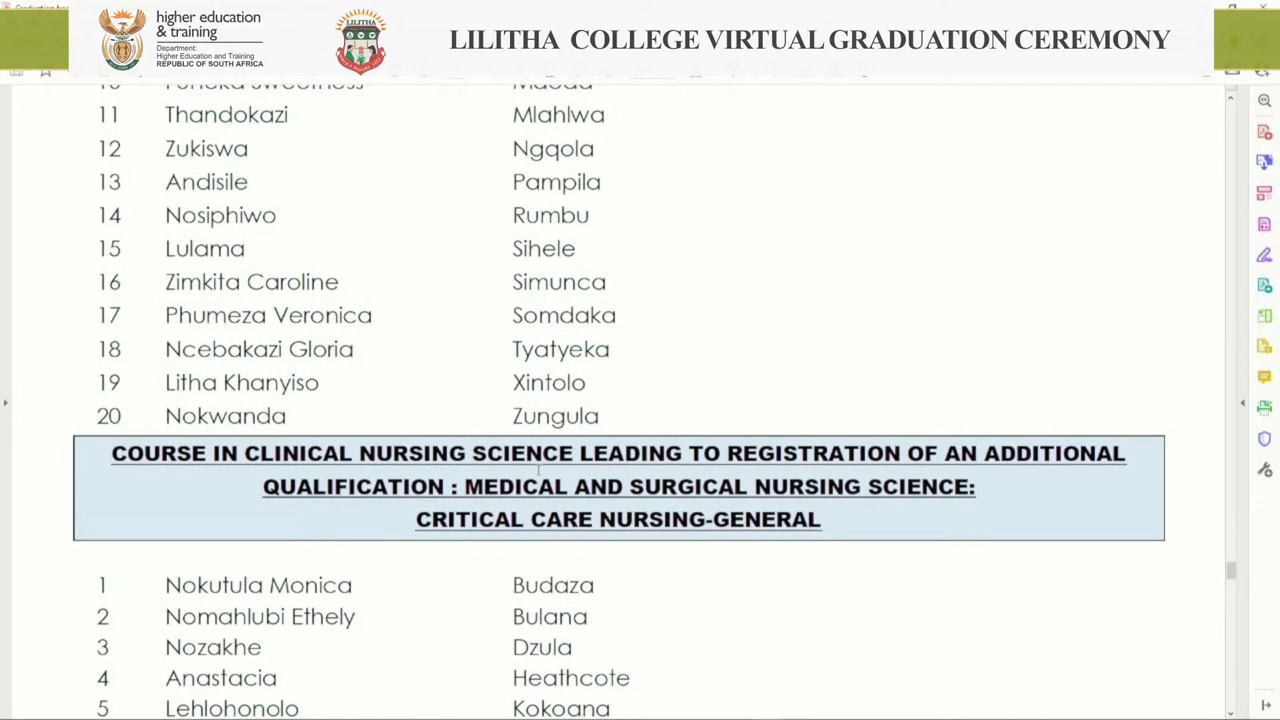 higher education
& training
Department:
Higher Education and Training
REPUBLIC OF SOUTH AFRICA
LILITHA
LILITHA COLLEGE VIRTUAL GRADUATION CEREMONY
11 Thandokazi Mlahlwa
12 Zukiswa Ngqola
13 Andisile Pampila
14 Nosiphiwo Rumbu
15 Lulama Sihele
16 Zimkita Caroline Simunca
17 Phumeza Veronica Somdaka
18 Ncebakazi Gloria Tyatyeka
19 Litha Khanyiso Xintolo
20 Nokwanda Zungula
COURSE IN CLINICAL NURSING SCIENCE LEADING TO REGISTRATION OF AN ADDITIONAL
QUALIFICATION : MEDICAL AND SURGICAL NURSING SCIENCE:
CRITICAL CARE NURSING-GENERAL
1 Nokutula Monica Budaza
2 Nomahlubi Ethely Bulana
3 Nozakhe Dzula
4 Anastacia Heathcote
5 Lehlohonolo Kokoana